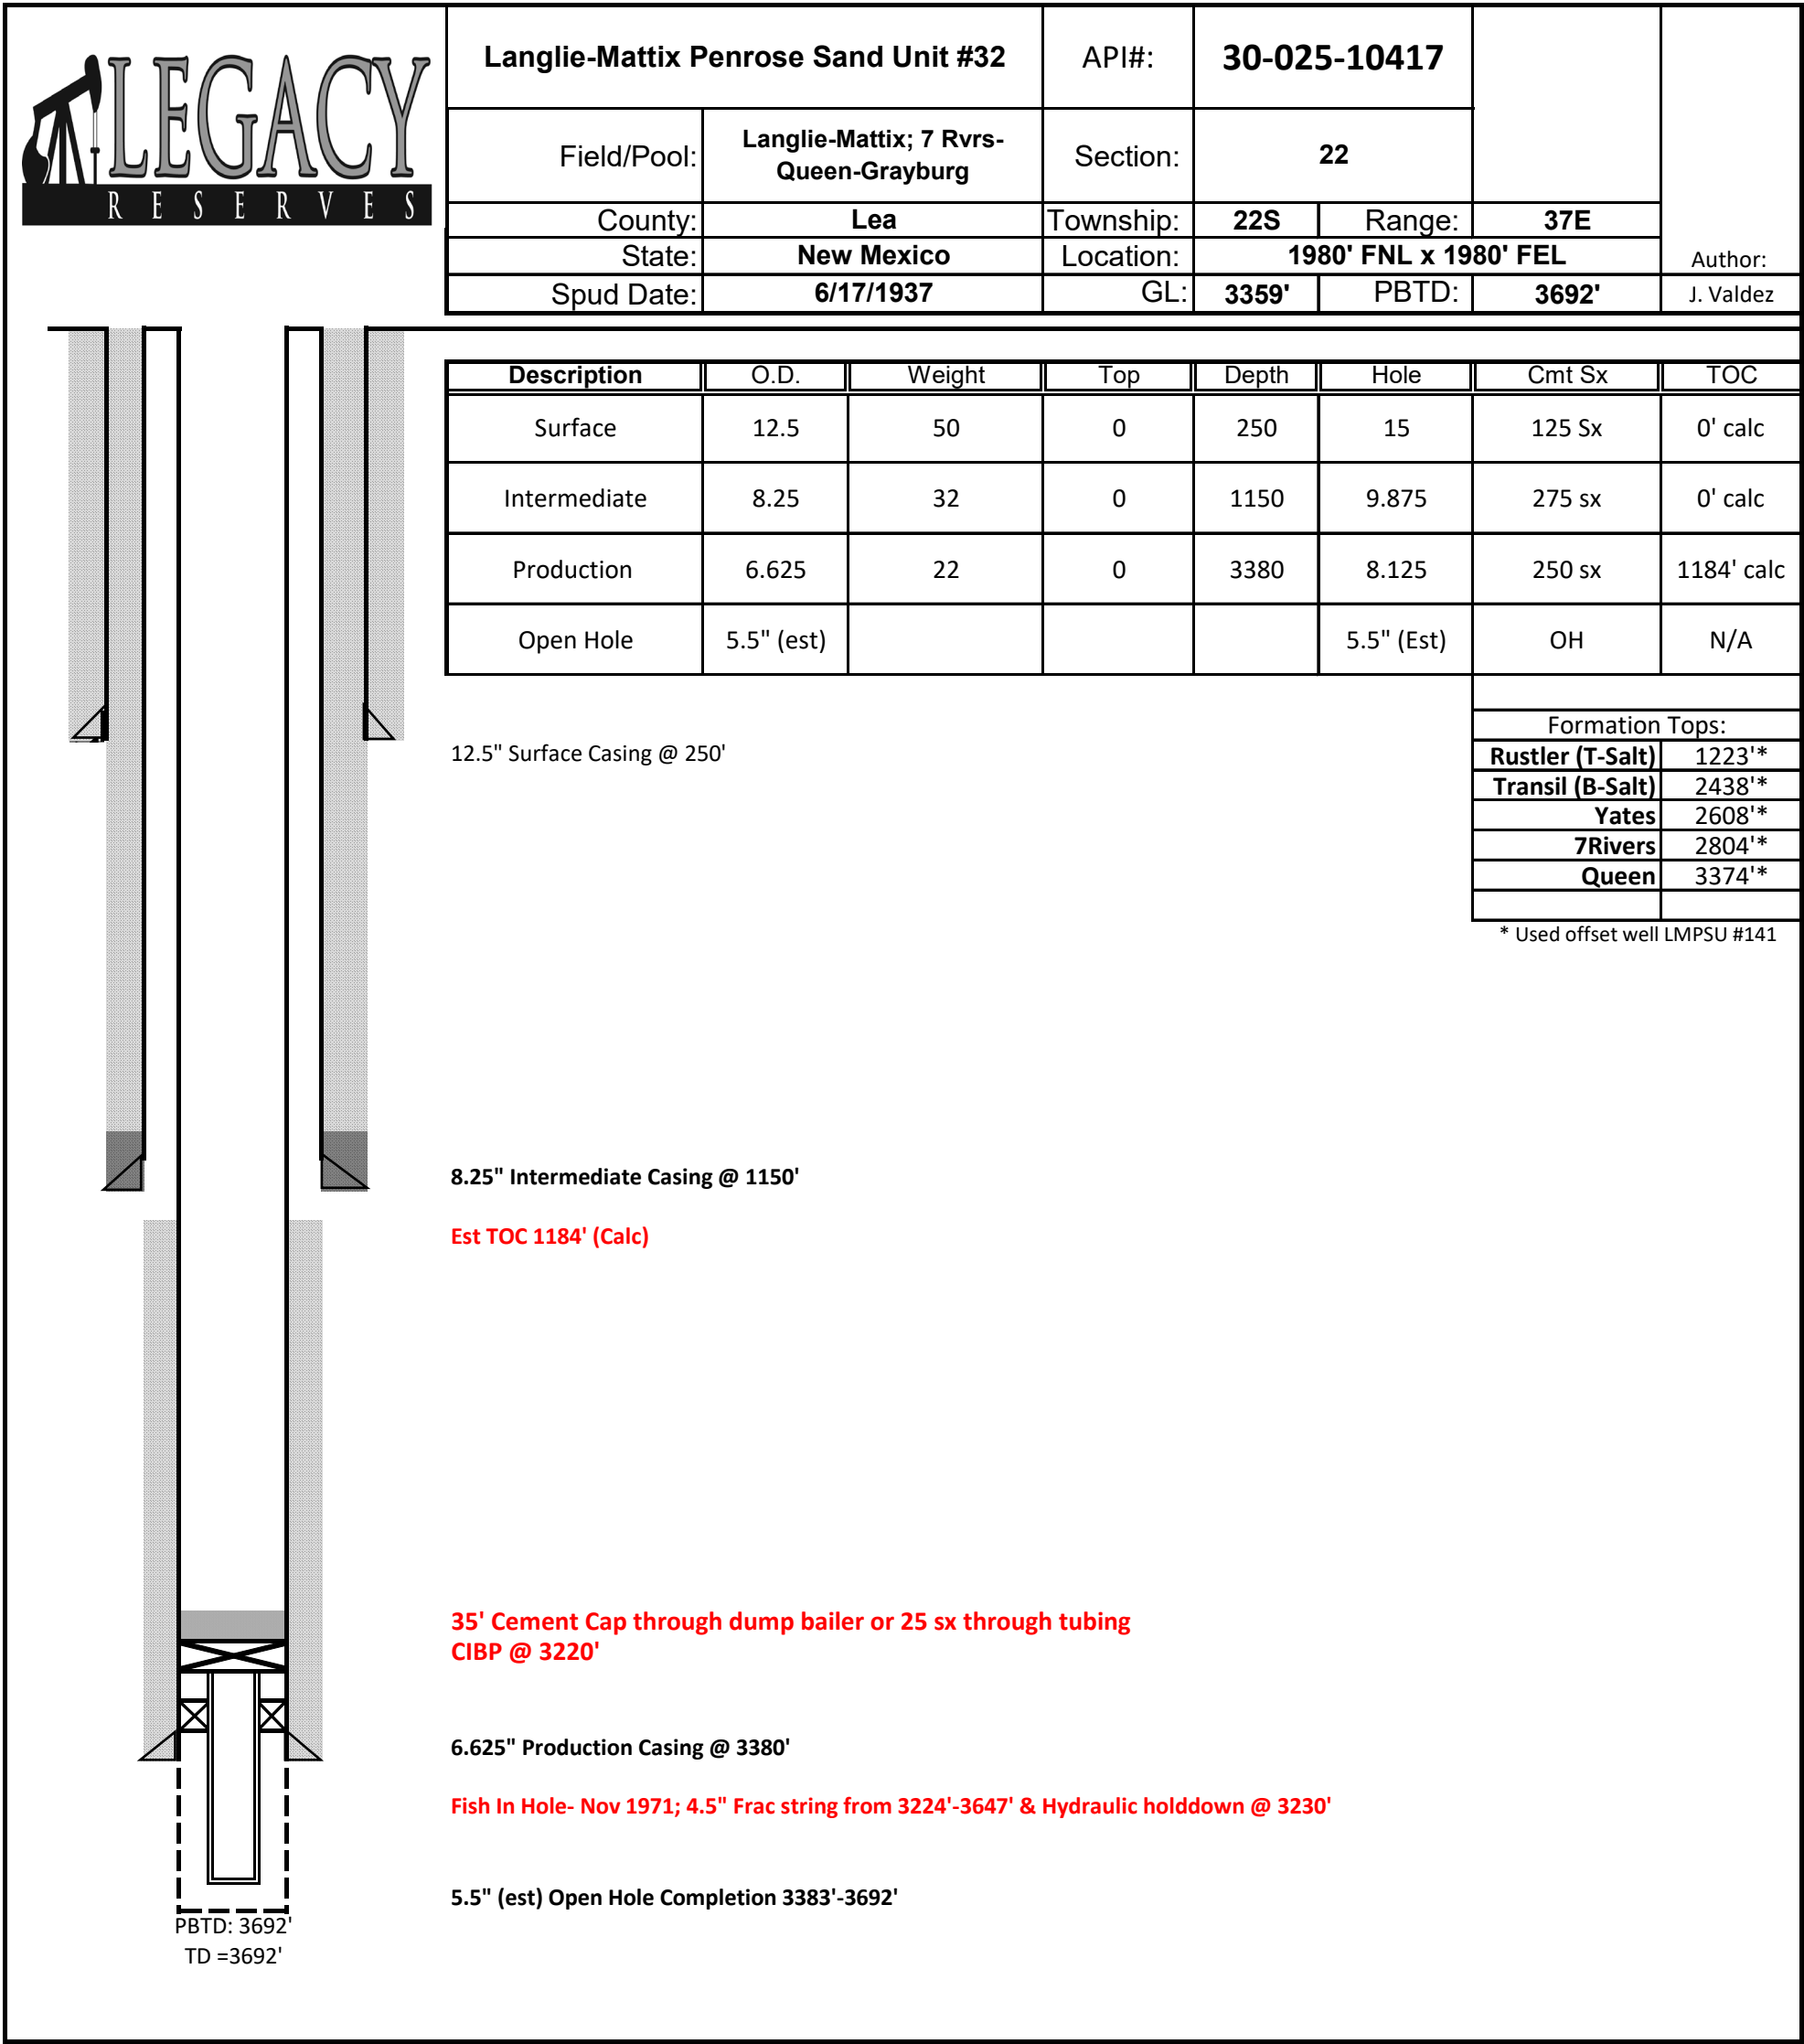 LEGACY
RESERVES
Langlie-Mattix Penrose Sand Unit #32 API#: 30-025-10417
Field/Pool: Langlie-Mattix; 7 Rvrs-
Queen-Grayburg Section: 22
County: Lea Township: 22S Range: 37E
State: New Mexico Location: 1980' FNL x 1980' FEL Author:
Spud Date: 6/17/1937 GL: 3359' PBTD: 3692' J. Valdez
Description O.D. Weight Top Depth Hole Cmt Sx TOC
Surface 12.5 50 0 250 15 125 Sx 0' calc
Intermediate 8.25 32 0 1150 9.875 275 sx 0' calc
Production 6.625 22 0 3380 8.125 250 sx 1184' calc
Open Hole 5.5" (est) 5.5" (Est) OH N/A
Formation Tops:
12.5" Surface Casing @ 250'
Rustler (T-Salt) 1223'*
Transil (B-Salt) 2438'*
Yates 2608'*
7Rivers 2804'*
Queen 3374'*
* Used offset well LMPSU #141
8.25" Intermediate Casing @ 1150'
Est TOC 1184' (Calc)
35' Cement Cap through dump bailer or 25 sx through tubing
CIBP @ 3220'
6.625" Production Casing @ 3380'
Fish In Hole- Nov 1971; 4.5" Frac string from 3224'-3647' & Hydraulic holddown @ 3230'
5.5" (est) Open Hole Completion 3383'-3692'
PBTD: 3692'
TD =3692'